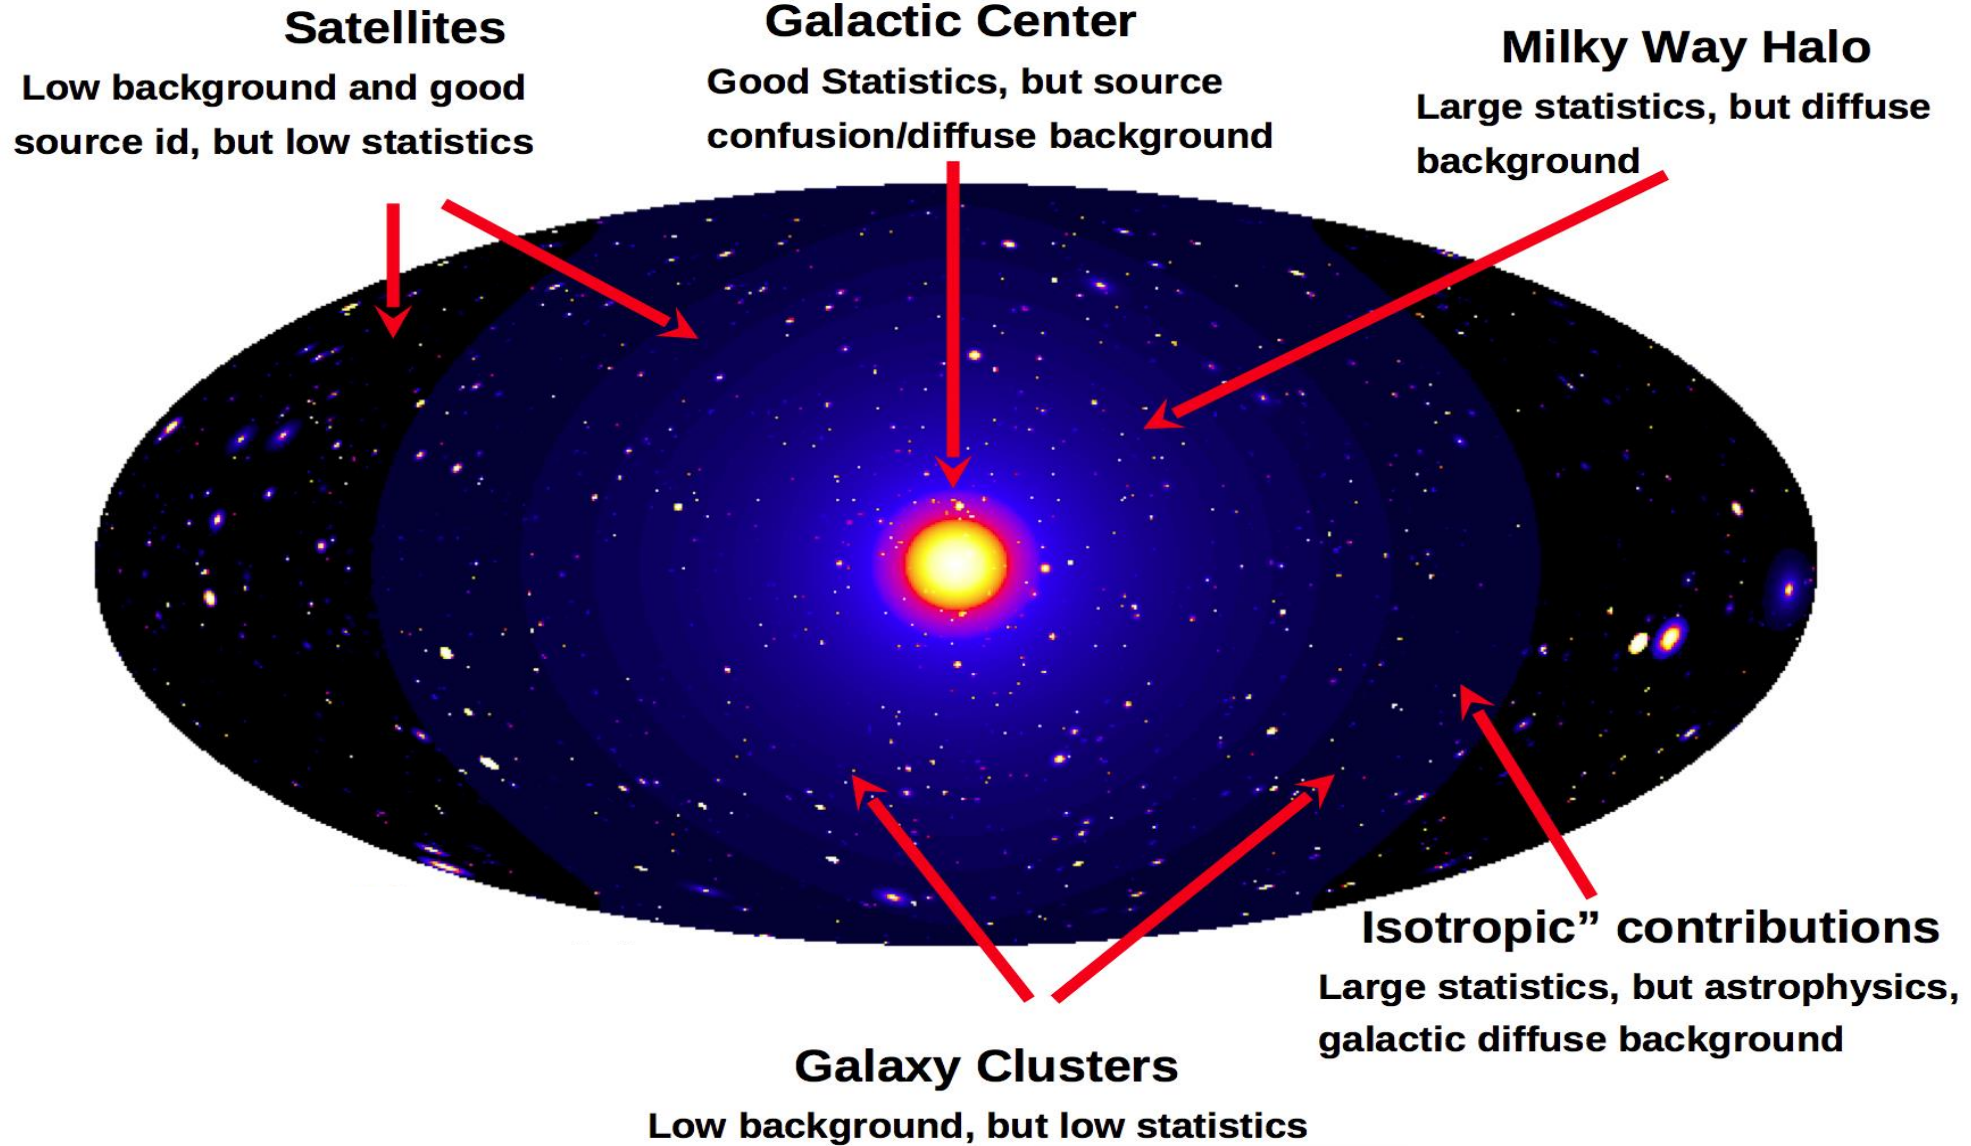 Satellites
Low background and good
source id, but low statistics
Galactic Center
Good Statistics, but source
confusion/diffuse background
Milky Way Halo
Large statistics, but diffuse
background
Isotropic” contributions
Large statistics, but astrophysics,
galactic diffuse background
Galaxy Clusters
Low background, but low statistics